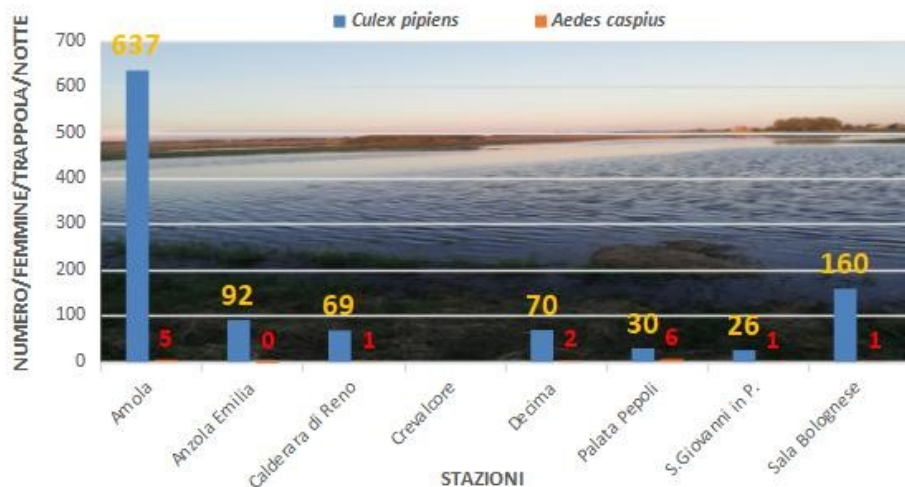 Culex pipiens Aedes caspius
NUMERO/FEMMINE/TRAPPOLA/NOTTE
700
600
500
400
300
200
100
0
637 5
92 0
69 1
70 2
30 6
26 1
160 1
Amola
Anzola Emilia
Calderara di Reno
Crevalcore
Decima
Palata Pepoli
S.Giovanni in P.
Sala Bolognese
STAZIONI